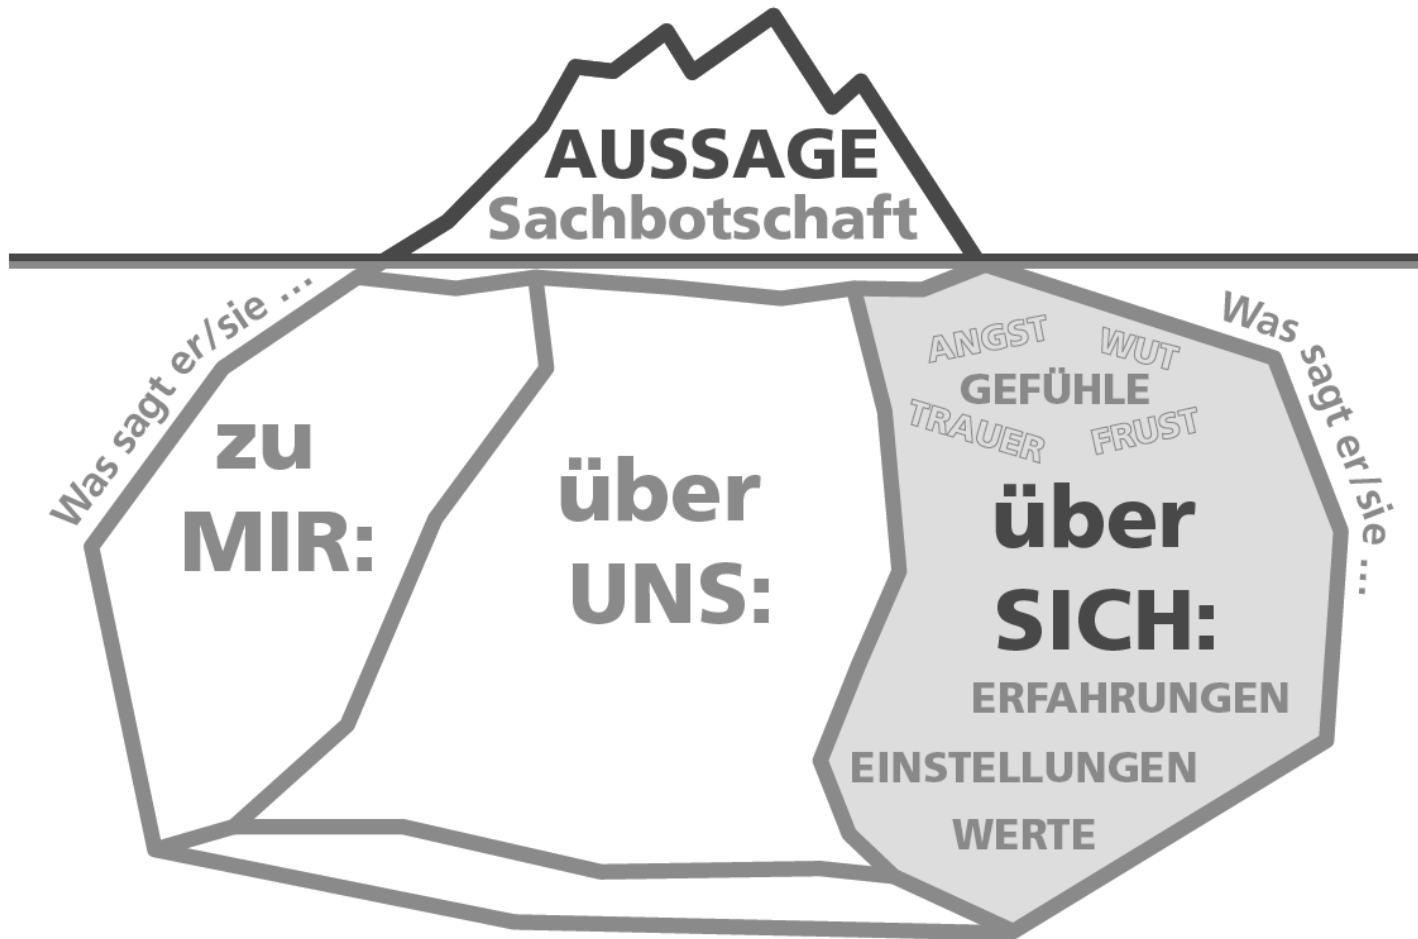 AUSSAGE
Sachbotschaft
Was sagt er/sie ...
zu
MIR:
über
UNS:
Was sagt er/sie ...
ANGST
WUT
GEFÜHLE
TRAUER
FRUST
über
SICH:
ERFAHRUNGEN
EINSTELLUNGEN
WERTE